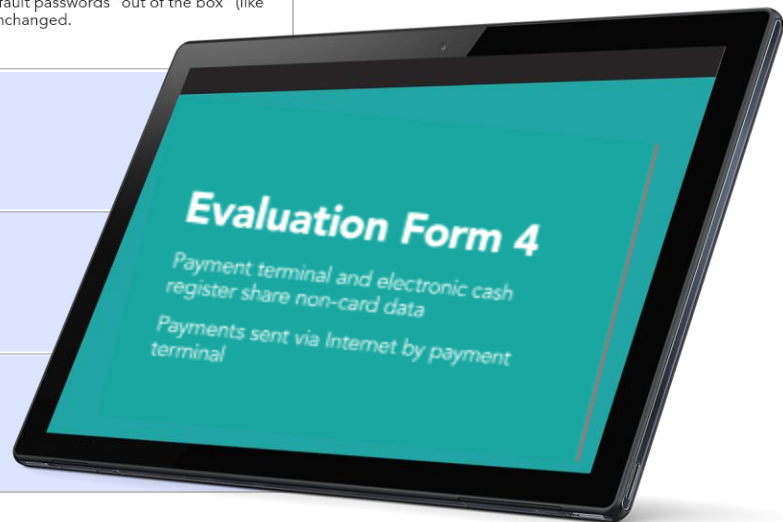 fault passwords "out of the box" (like
nchanged.
Evaluation Form 4
Payment terminal and electronic cash
register share non-card data
Payments sent via Internet by payment
terminal